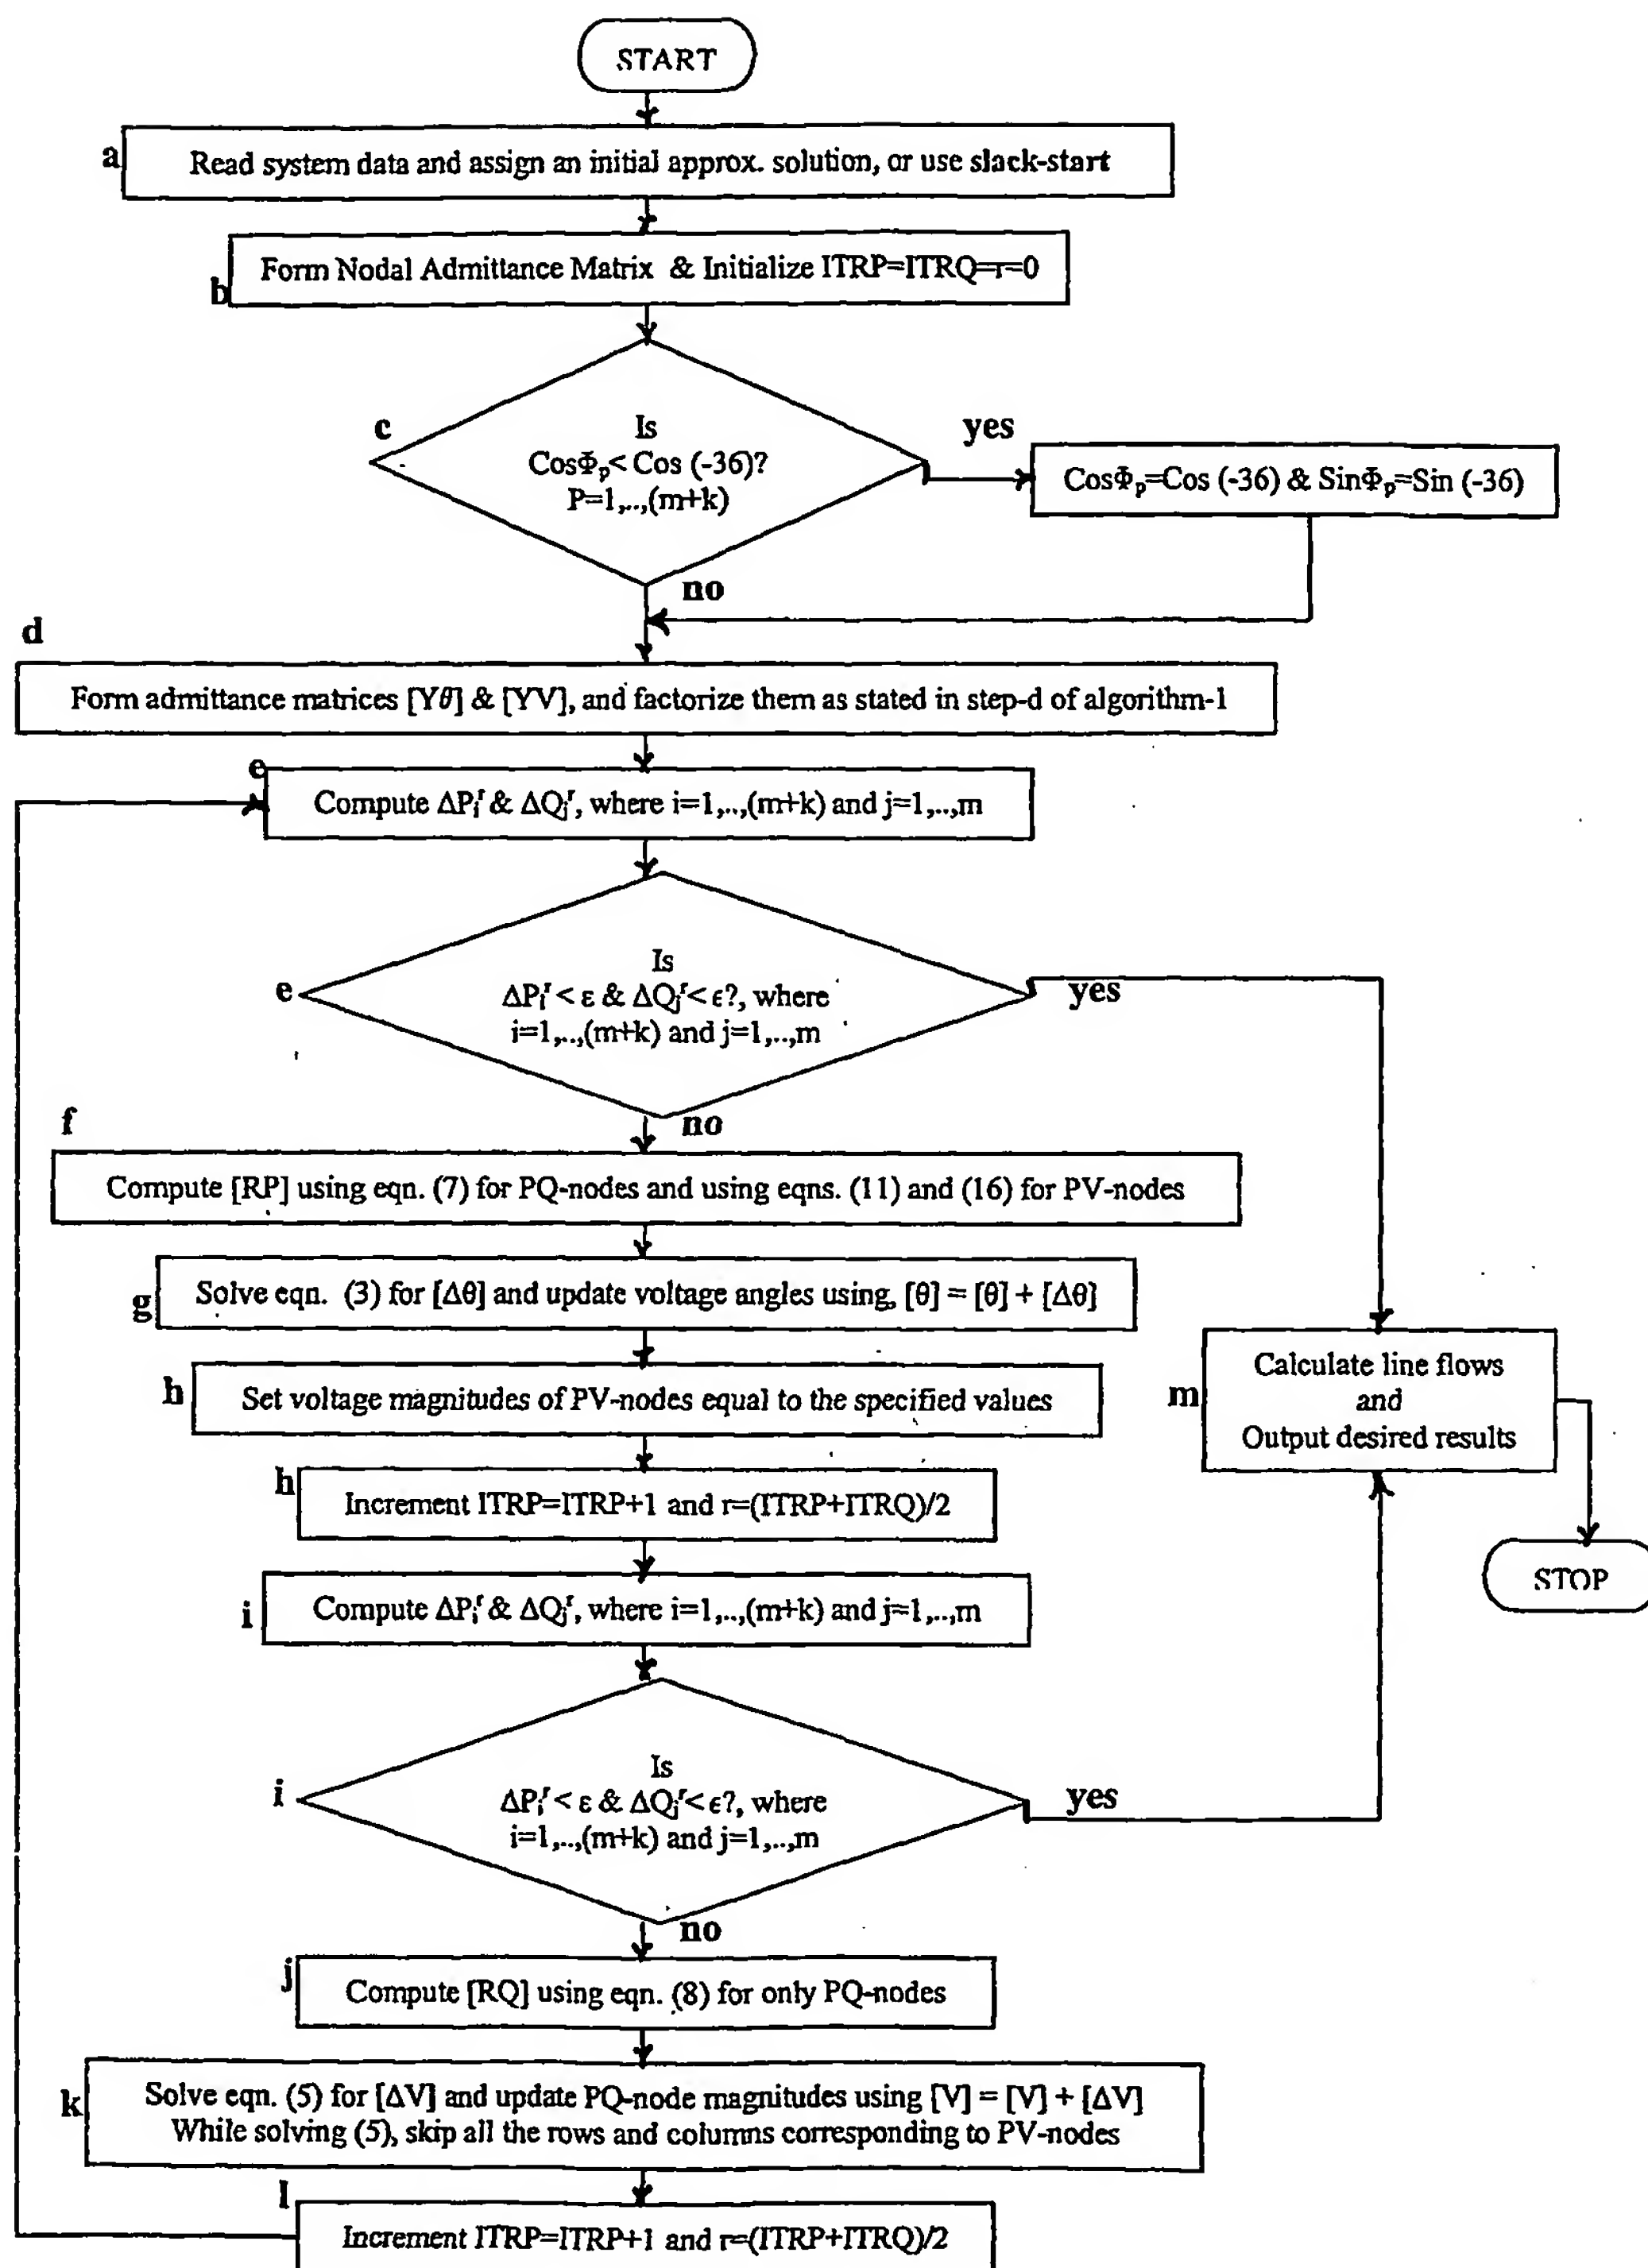 START
a
Read system data and assign an initial approx. solution, or use slack-start
b
Form Nodal Admittance Matrix & Initialize ITRP=ITRQ=r=0
c
Is
CosΦp< Cos (-36)?
P=1,..,(m+k)
yes
CosΦp=Cos (-36) & SinΦp=Sin (-36)
no
d
Form admittance matrices [Yθ] & [YV], and factorize them as stated in step-d of algorithm-1
e
Compute ΔPiʳ & ΔQjʳ, where i=1,..,(m+k) and j=1,..,m
e
Is
ΔPiʳ < ε & ΔQjʳ < ϵ?, where
i=1,..,(m+k) and j=1,..,m
yes
no
f
Compute [RP] using eqn. (7) for PQ-nodes and using eqns. (11) and (16) for PV-nodes
g
Solve eqn. (3) for [Δθ] and update voltage angles using, [θ] = [θ] + [Δθ]
h
Set voltage magnitudes of PV-nodes equal to the specified values
m
Calculate line flows
and
Output desired results
h
Increment ITRP=ITRP+1 and r=(ITRP+ITRQ)/2
STOP
i
Compute ΔPiʳ & ΔQjʳ, where i=1,..,(m+k) and j=1,..,m
i
Is
ΔPiʳ < ε & ΔQjʳ < ϵ?, where
i=1,..,(m+k) and j=1,..,m
yes
no
j
Compute [RQ] using eqn. (8) for only PQ-nodes
k
Solve eqn. (5) for [ΔV] and update PQ-node magnitudes using [V] = [V] + [ΔV]
While solving (5), skip all the rows and columns corresponding to PV-nodes
l
Increment ITRP=ITRP+1 and r=(ITRP+ITRQ)/2